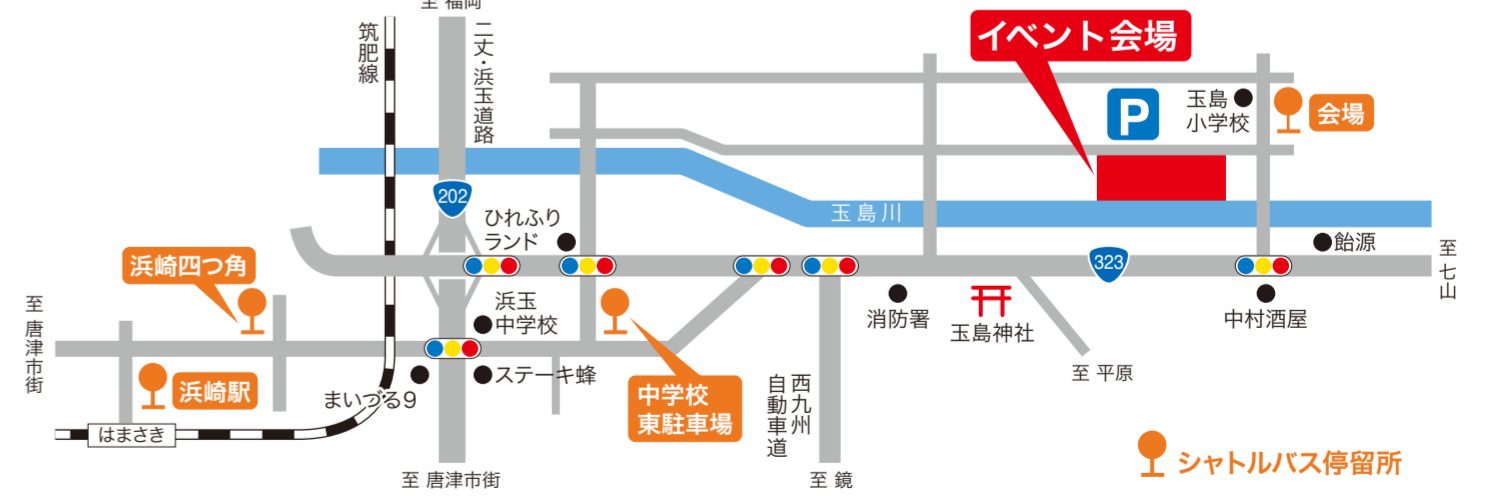 至 福岡
筑肥線
二丈・浜玉道路
イベント会場
P
玉島
小学校
会場
202
ひれふり
ランド
玉島川
飴源
至 七山
323
浜崎四つ角
浜玉
中学校
消防署
玉島神社
中村酒屋
至 唐津市街
ステーキ蜂
浜崎駅
まいづる9
中学校
東駐車場
西九州
自動車道
至 平原
はまさき
至 唐津市街
至 鏡
シャトルバス停留所